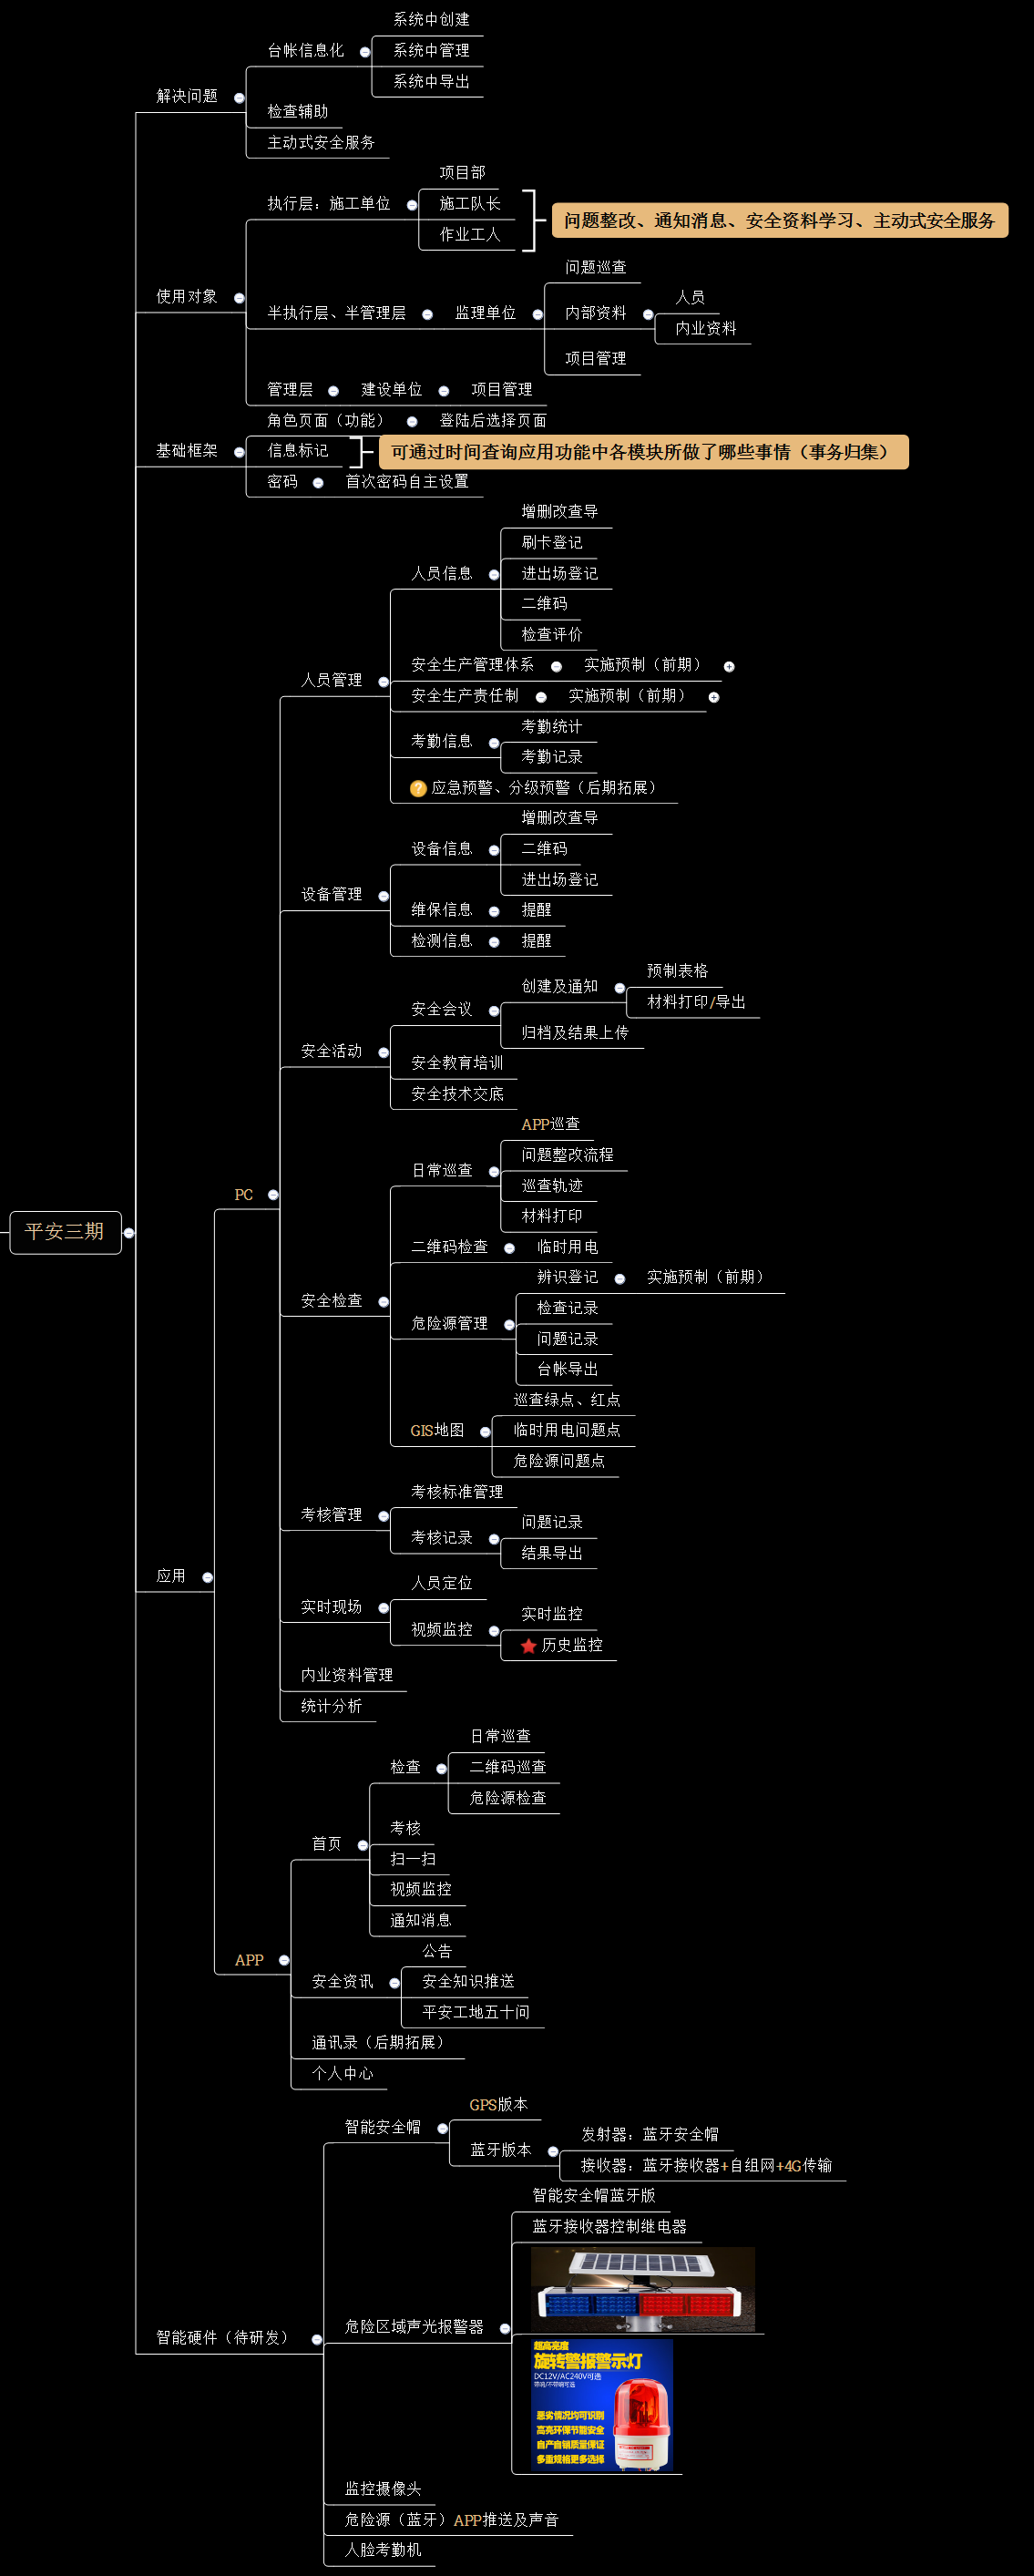 系统中创建
台帐信息化
系统中管理
系统中导出
解决问题
检查辅助
主动式安全服务
项目部
执行层：施工单位
施工队长
作业工人
问题整改、通知消息、安全资料学习、主动式安全服务
使用对象
问题巡查
半执行层、半管理层
监理单位
内部资料
人员
内业资料
项目管理
管理层
建设单位
项目管理
角色页面（功能）
登陆后选择页面
基础框架
信息标记
可通过时间查询应用功能中各模块所做了哪些事情（事务归集）
密码
首次密码自主设置
平安三期
应用
PC
人员管理
人员信息
增删改查导
刷卡登记
进出场登记
二维码
检查评价
安全生产管理体系
实施预制（前期）
安全生产责任制
实施预制（前期）
考勤信息
考勤统计
考勤记录
应急预警、分级预警（后期拓展）
设备管理
设备信息
增删改查导
二维码
进出场登记
维保信息
提醒
检测信息
提醒
安全活动
安全会议
创建及通知
预制表格
材料打印/导出
归档及结果上传
安全教育培训
安全技术交底
安全检查
日常巡查
APP巡查
问题整改流程
巡查轨迹
材料打印
二维码检查
临时用电
危险源管理
辨识登记
实施预制（前期）
检查记录
问题记录
台帐导出
GIS地图
巡查绿点、红点
临时用电问题点
危险源问题点
考核管理
考核标准管理
考核记录
问题记录
结果导出
实时现场
人员定位
视频监控
实时监控
历史监控
内业资料管理
统计分析
APP
首页
检查
日常巡查
二维码巡查
危险源检查
考核
扫一扫
视频监控
通知消息
安全资讯
公告
安全知识推送
平安工地五十问
通讯录（后期拓展）
个人中心
智能硬件（待研发）
智能安全帽
GPS版本
蓝牙版本
发射器：蓝牙安全帽
接收器：蓝牙接收器+自组网+4G传输
危险区域声光报警器
智能安全帽蓝牙版
蓝牙接收器控制继电器
超高亮度
旋转警报警示灯
DC12V/AC240V可选
带响/不带响可选
恶劣情况均可识别
高亮环保节能安全
自产自销质量保证
多重规格更多选择
监控摄像头
危险源（蓝牙）APP推送及声音
人脸考勤机